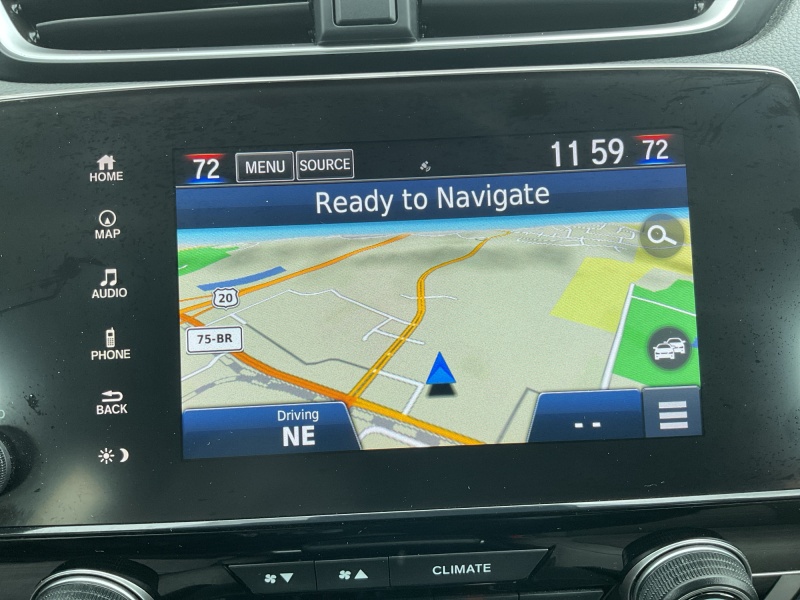 72 MENU SOURCE 11 59 72
Ready to Navigate
HOME
MAP
AUDIO
PHONE
BACK
20
75-BR
Driving
NE
--
CLIMATE